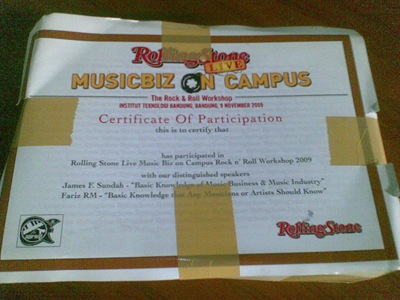 RollingStone
LIVE
MUSICBIZ ON CAMPUS
The Rock & Roll Workshop
INSTITUT TEKNOLOGI BANDUNG, BANDUNG, 9 NOVEMBER 2009
Certificate Of Participation
this is to certify that
has participated in
Rolling Stone Live Music Biz on Campus Rock n' Roll Workshop 2009
with our distinguished speakers
James F. Sundah - "Basic Knowledge of Music Business & Music Industry"
Fariz RM - "Basic Knowledge that Any Musicians or Artists Should Know"
RollingStone